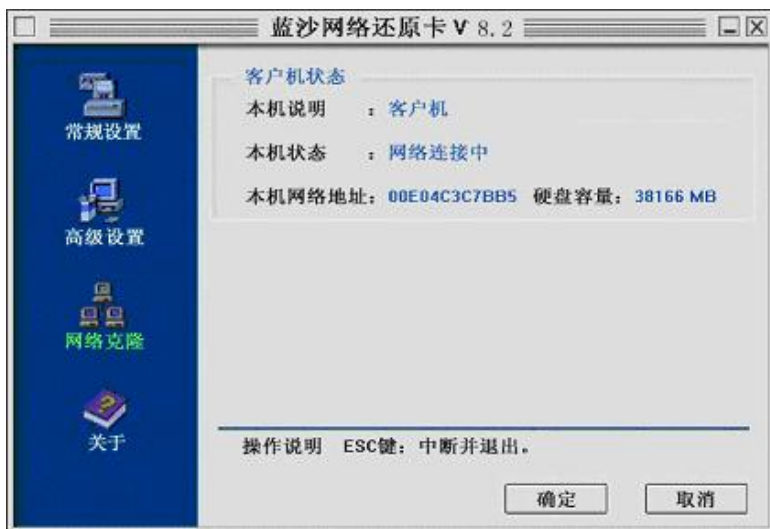 蓝沙网络还原卡 V 8.2
常规设置
高级设置
网络克隆
关于
客户机状态
本机说明 : 客户机
本机状态 : 网络连接中
本机网络地址: 00E04C3C7BB5 硬盘容量: 38166 MB
操作说明 ESC键: 中断并退出。
确定 取消